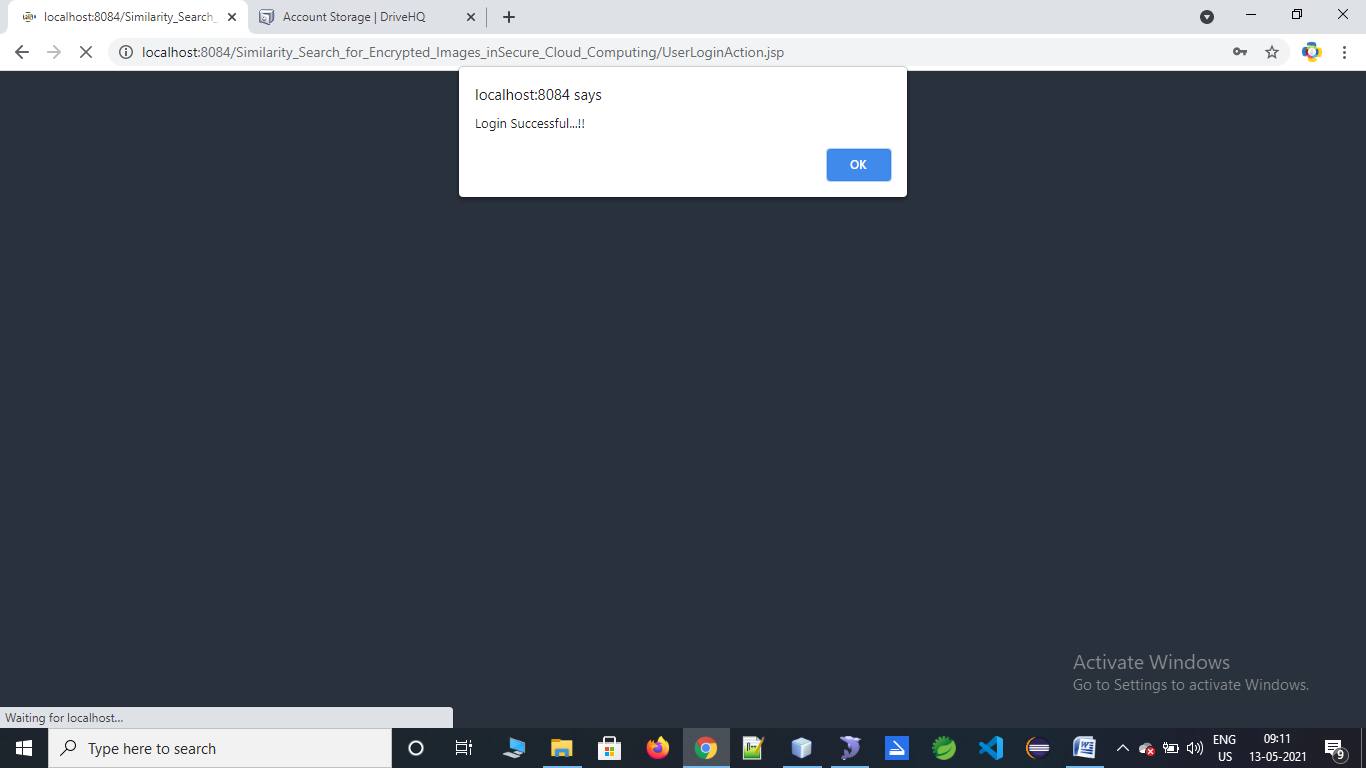 localhost:8084/Similarity_Search_
Account Storage | DriveHQ
localhost:8084/Similarity_Search_for_Encrypted_Images_inSecure_Cloud_Computing/UserLoginAction.jsp
localhost:8084 says
Login Successful...!!
OK
Activate Windows
Go to Settings to activate Windows.
Waiting for localhost...
Type here to search
ENG
US
09:11
13-05-2021
9